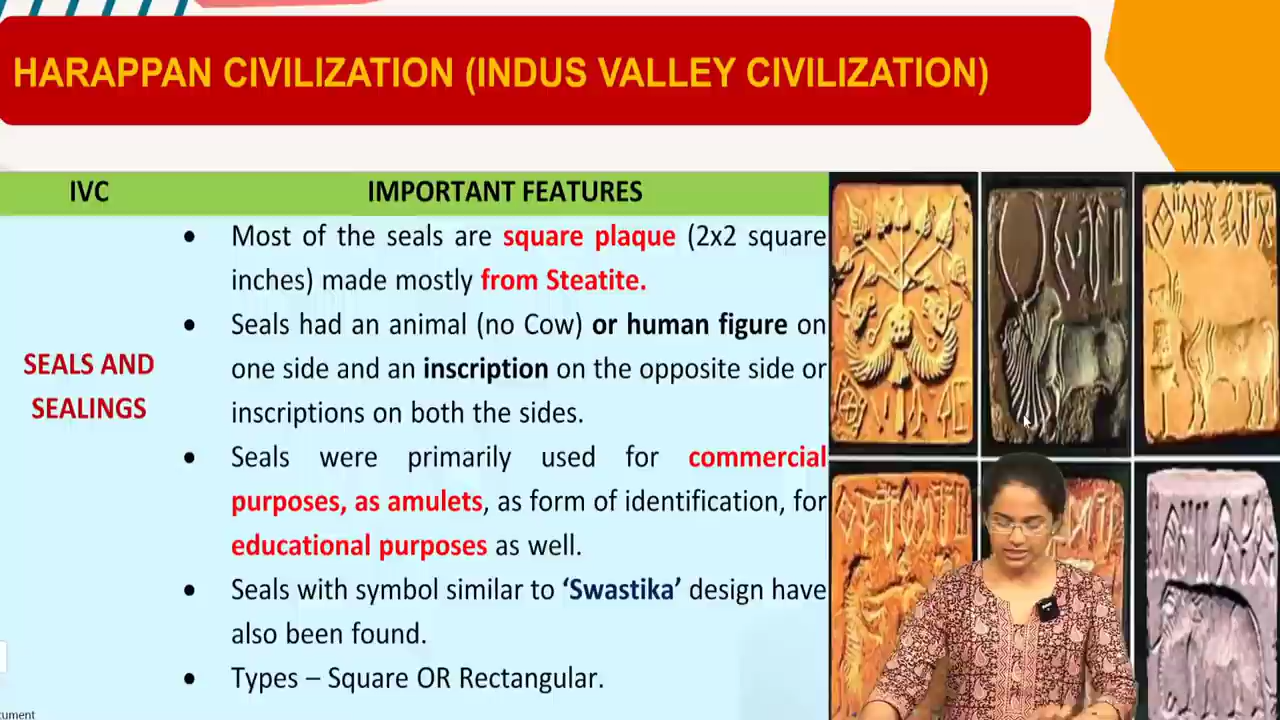 HARAPPAN CIVILIZATION (INDUS VALLEY CIVILIZATION)
IVC
IMPORTANT FEATURES
SEALS AND
SEALINGS
• Most of the seals are square plaque (2x2 square
inches) made mostly from Steatite.
• Seals had an animal (no Cow) or human figure on
one side and an inscription on the opposite side or
inscriptions on both the sides.
• Seals were primarily used for commercial
purposes, as amulets, as form of identification, for
educational purposes as well.
• Seals with symbol similar to ‘Swastika’ design have
also been found.
• Types – Square OR Rectangular.